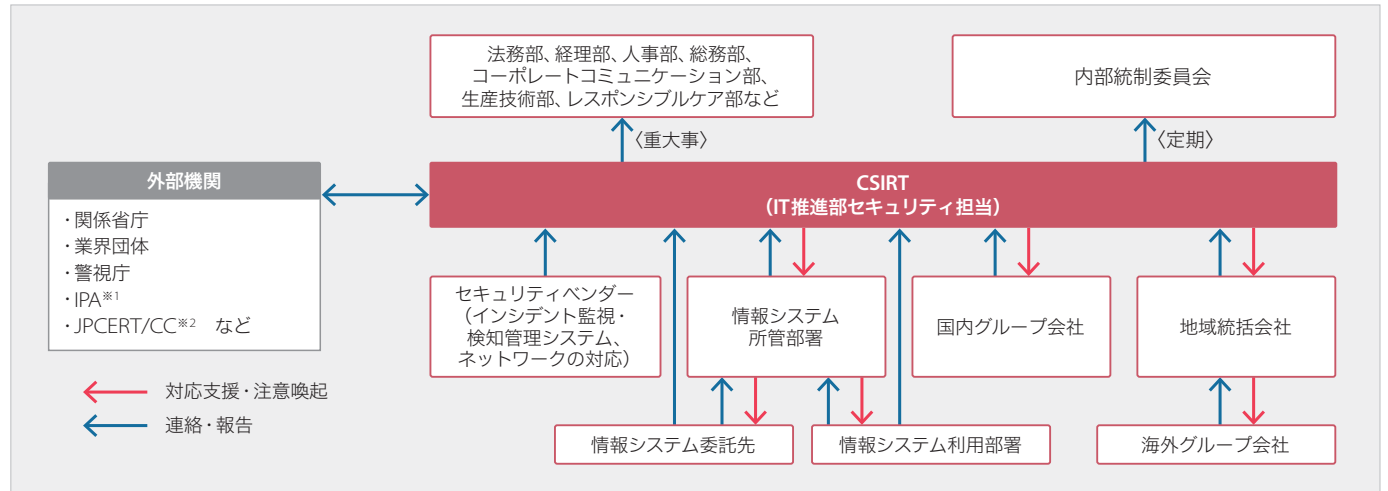 法務部、経理部、人事部、総務部、
コーポレートコミュニケーション部、
生産技術部、レスポンシブルケア部など
内部統制委員会
〈重大事〉
〈定期〉
外部機関
・関係省庁
・業界団体
・警視庁
・IPA※1
・JPCERT/CC※2 など
CSIRT
（IT推進部セキュリティ担当）
セキュリティベンダー
（インシデント監視・
検知管理システム、
ネットワークの対応）
情報システム
所管部署
国内グループ会社
地域統括会社
対応支援・注意喚起
連絡・報告
情報システム委託先
情報システム利用部署
海外グループ会社